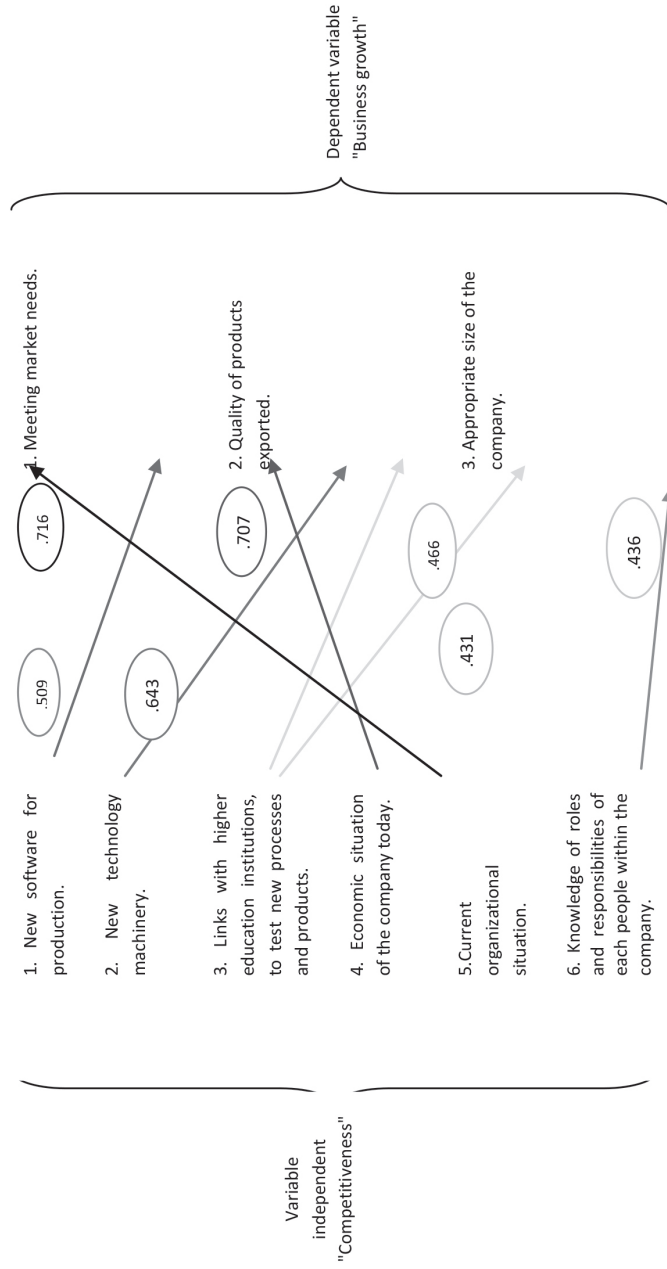 Variable
independent
"Competitiveness"
1. New software for
production.
2. New technology
machinery.
3. Links with higher
education institutions,
to test new processes
and products.
4. Economic situation
of the company today.
5.Current
organizational
situation.
6. Knowledge of roles
and responsibilities of
each people within the
company.
.509
.716
.643
.707
.466
.431
.436
1. Meeting market needs.
2. Quality of products
exported.
3. Appropriate size of the
company.
Dependent variable
"Business growth"